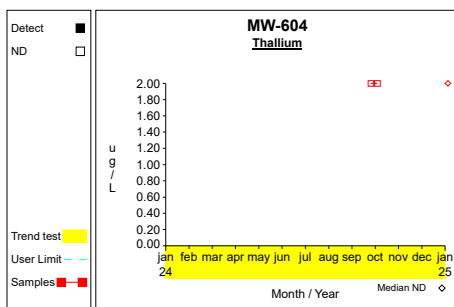 Detect
ND
Trend test
User Limit
Samples
MW-604
Thallium
2.00
1.80
1.60
1.40
1.20
1.00
0.80
0.60
0.40
0.20
0.00
ug/L
jan feb mar apr may jun jul aug sep oct nov dec jan
24 25
Month / Year
Median ND